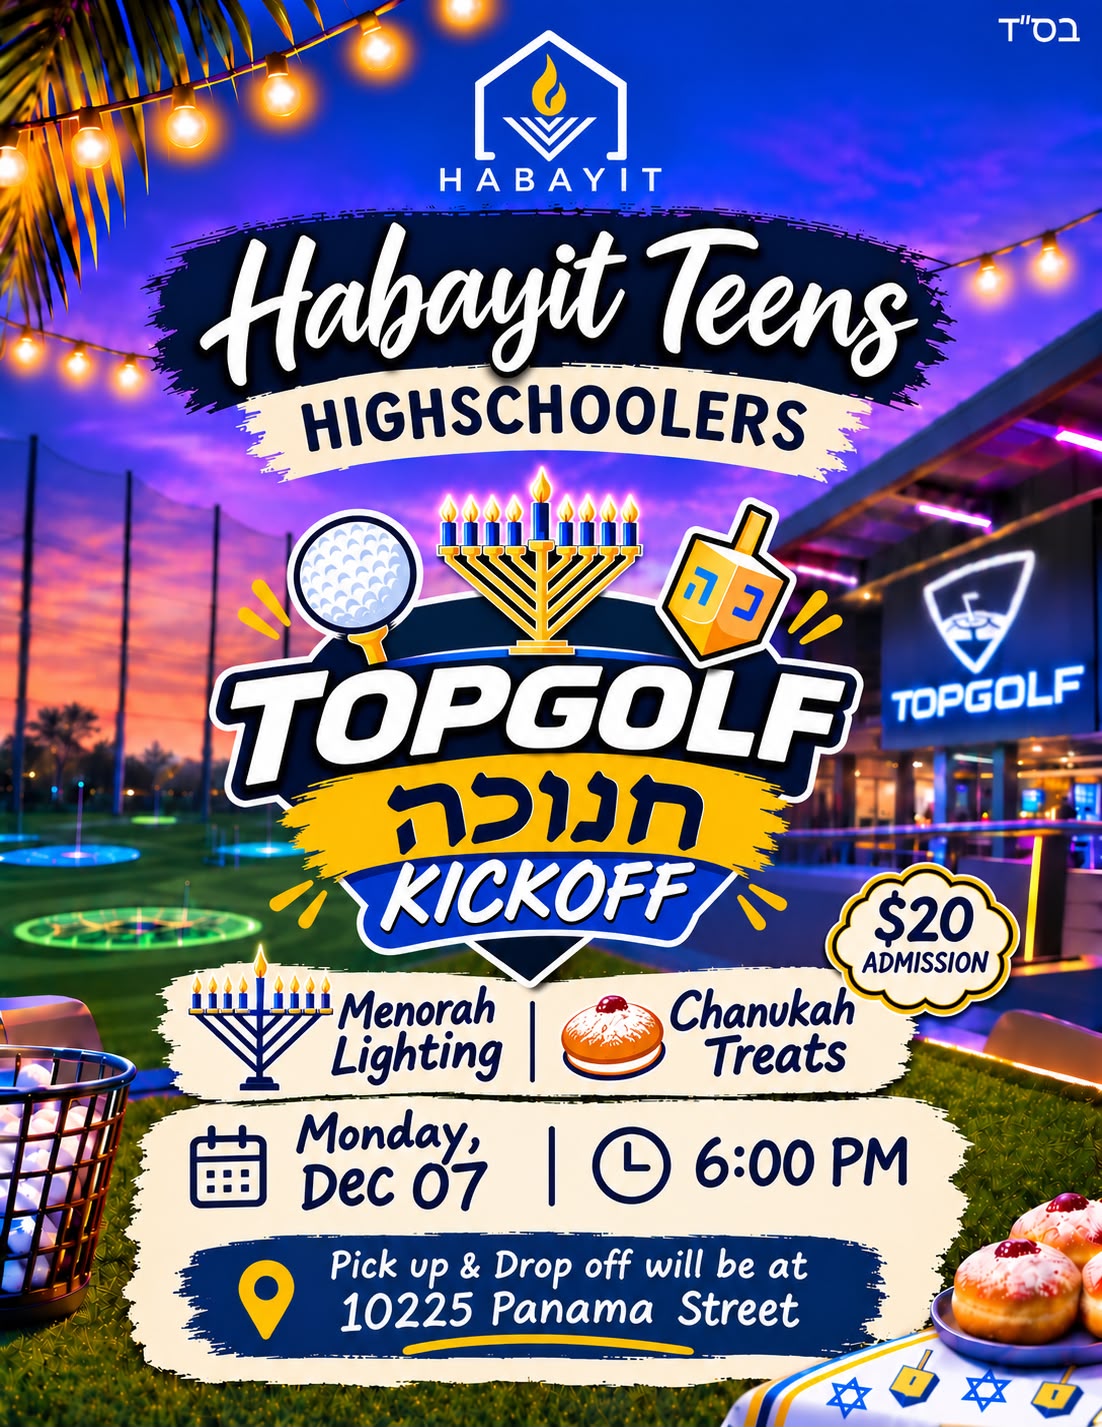 בס"ד
HABAYIT
Habayit Teens
HIGHSCHOOLERS
ה
כ
TOPGOLF
TOPGOLF
חנוכה
KICKOFF
$20
ADMISSION
Menorah
Lighting
Chanukah
Treats
Monday,
Dec 07
6:00 PM
Pick up & Drop off will be at
10225 Panama Street